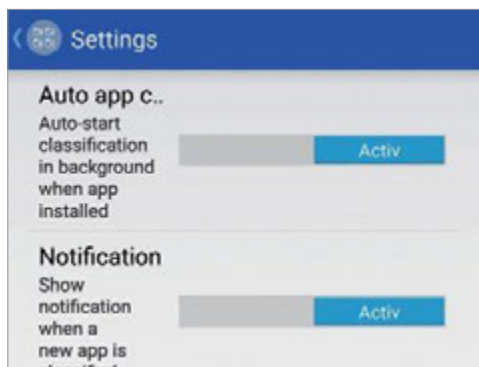 Settings
Auto app c..
Auto-start
classification
in background
when app
installed
Activ
Notification
Show
notification
when a
new app is
Activ